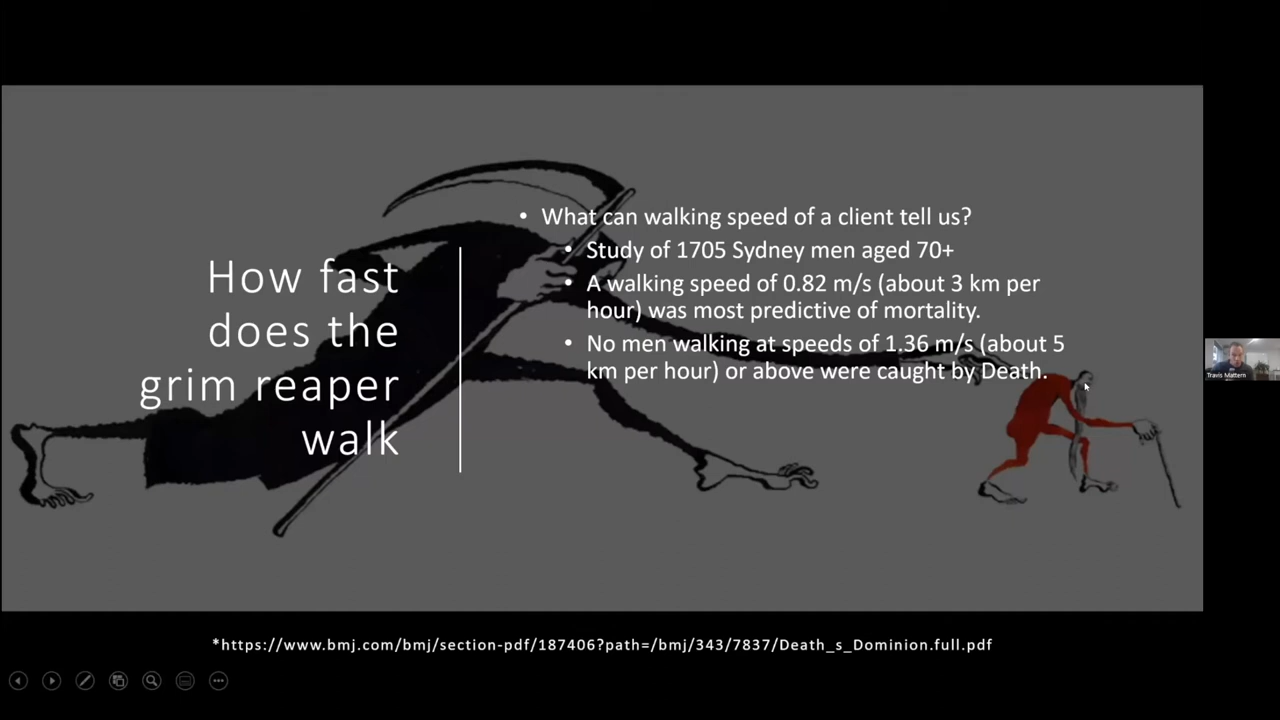 How fast
does the
grim reaper
walk
• What can walking speed of a client tell us?
• Study of 1705 Sydney men aged 70+
• A walking speed of 0.82 m/s (about 3 km per
hour) was most predictive of mortality.
• No men walking at speeds of 1.36 m/s (about 5
km per hour) or above were caught by Death.
Travis Mattern
*https://www.bmj.com/bmj/section-pdf/187406?path=/bmj/343/7837/Death_s_Dominion.full.pdf